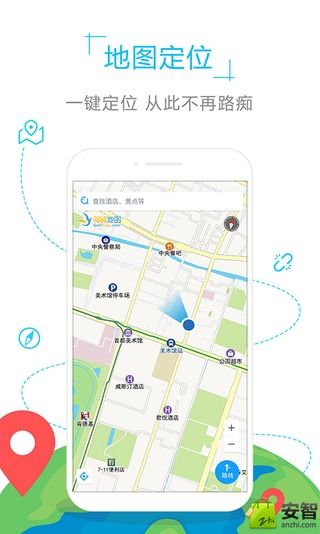 地图定位
一键定位 从此不再路痴
查找酒店、景点等
海鸥地图
中央警察局
中央餐吧
美术馆停车场
首都美术馆
美术馆站
公园超市
威斯汀酒店
肯德基
君悦酒店
7-11便利店
路线
安智
anzhi.com